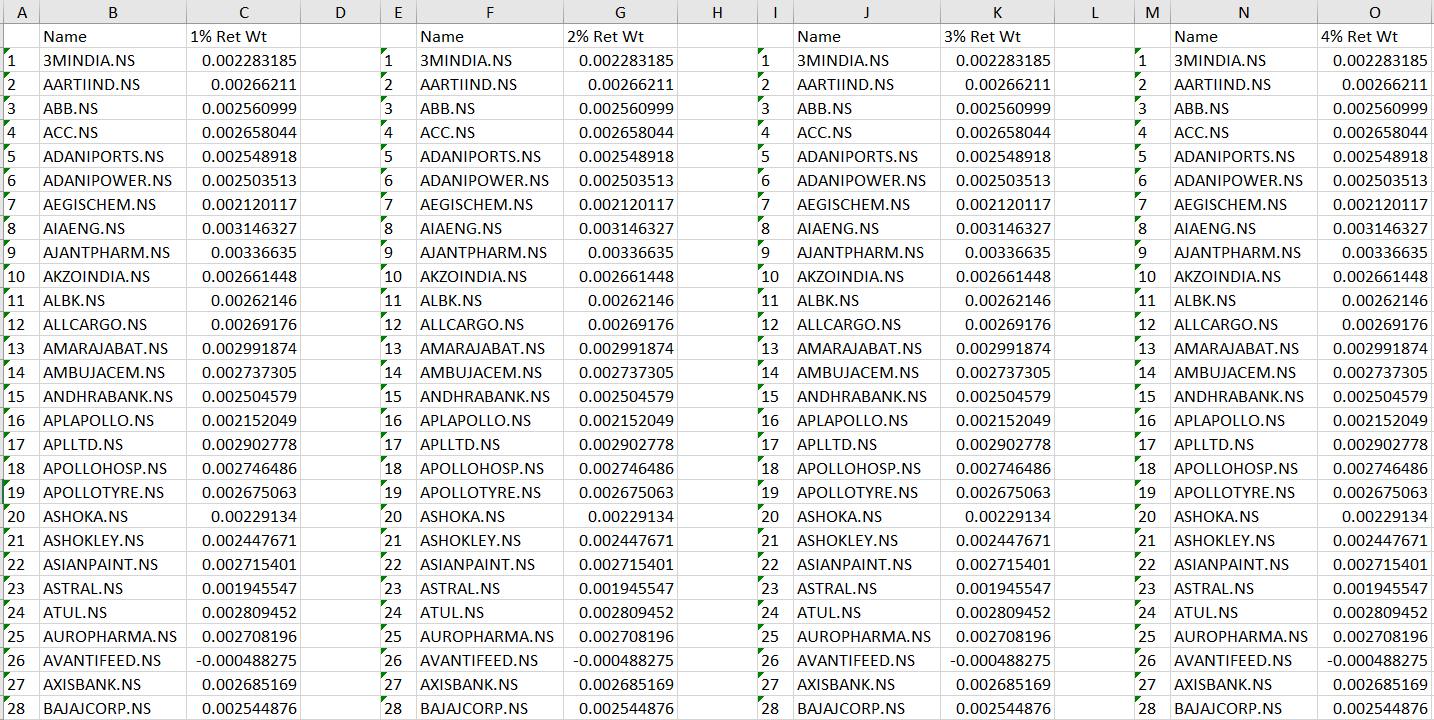 A B C D E F G H I J K L M N O
Name 1% Ret Wt Name 2% Ret Wt Name 3% Ret Wt Name 4% Ret Wt
1 3MINDIA.NS 0.002283185 1 3MINDIA.NS 0.002283185 1 3MINDIA.NS 0.002283185 1 3MINDIA.NS 0.002283185
2 AARTIIND.NS 0.00266211 2 AARTIIND.NS 0.00266211 2 AARTIIND.NS 0.00266211 2 AARTIIND.NS 0.00266211
3 ABB.NS 0.002560999 3 ABB.NS 0.002560999 3 ABB.NS 0.002560999 3 ABB.NS 0.002560999
4 ACC.NS 0.002658044 4 ACC.NS 0.002658044 4 ACC.NS 0.002658044 4 ACC.NS 0.002658044
5 ADANIPORTS.NS 0.002548918 5 ADANIPORTS.NS 0.002548918 5 ADANIPORTS.NS 0.002548918 5 ADANIPORTS.NS 0.002548918
6 ADANIPOWER.NS 0.002503513 6 ADANIPOWER.NS 0.002503513 6 ADANIPOWER.NS 0.002503513 6 ADANIPOWER.NS 0.002503513
7 AEGISCHEM.NS 0.002120117 7 AEGISCHEM.NS 0.002120117 7 AEGISCHEM.NS 0.002120117 7 AEGISCHEM.NS 0.002120117
8 AIAENG.NS 0.003146327 8 AIAENG.NS 0.003146327 8 AIAENG.NS 0.003146327 8 AIAENG.NS 0.003146327
9 AJANTPHARM.NS 0.00336635 9 AJANTPHARM.NS 0.00336635 9 AJANTPHARM.NS 0.00336635 9 AJANTPHARM.NS 0.00336635
10 AKZOINDIA.NS 0.002661448 10 AKZOINDIA.NS 0.002661448 10 AKZOINDIA.NS 0.002661448 10 AKZOINDIA.NS 0.002661448
11 ALBK.NS 0.00262146 11 ALBK.NS 0.00262146 11 ALBK.NS 0.00262146 11 ALBK.NS 0.00262146
12 ALLCARGO.NS 0.00269176 12 ALLCARGO.NS 0.00269176 12 ALLCARGO.NS 0.00269176 12 ALLCARGO.NS 0.00269176
13 AMARAJABAT.NS 0.002991874 13 AMARAJABAT.NS 0.002991874 13 AMARAJABAT.NS 0.002991874 13 AMARAJABAT.NS 0.002991874
14 AMBUJACEM.NS 0.002737305 14 AMBUJACEM.NS 0.002737305 14 AMBUJACEM.NS 0.002737305 14 AMBUJACEM.NS 0.002737305
15 ANDHRABANK.NS 0.002504579 15 ANDHRABANK.NS 0.002504579 15 ANDHRABANK.NS 0.002504579 15 ANDHRABANK.NS 0.002504579
16 APLAPOLLO.NS 0.002152049 16 APLAPOLLO.NS 0.002152049 16 APLAPOLLO.NS 0.002152049 16 APLAPOLLO.NS 0.002152049
17 APLLTD.NS 0.002902778 17 APLLTD.NS 0.002902778 17 APLLTD.NS 0.002902778 17 APLLTD.NS 0.002902778
18 APOLLOHOSP.NS 0.002746486 18 APOLLOHOSP.NS 0.002746486 18 APOLLOHOSP.NS 0.002746486 18 APOLLOHOSP.NS 0.002746486
19 APOLLOTYRE.NS 0.002675063 19 APOLLOTYRE.NS 0.002675063 19 APOLLOTYRE.NS 0.002675063 19 APOLLOTYRE.NS 0.002675063
20 ASHOKA.NS 0.00229134 20 ASHOKA.NS 0.00229134 20 ASHOKA.NS 0.00229134 20 ASHOKA.NS 0.00229134
21 ASHOKLEY.NS 0.002447671 21 ASHOKLEY.NS 0.002447671 21 ASHOKLEY.NS 0.002447671 21 ASHOKLEY.NS 0.002447671
22 ASIANPAINT.NS 0.002715401 22 ASIANPAINT.NS 0.002715401 22 ASIANPAINT.NS 0.002715401 22 ASIANPAINT.NS 0.002715401
23 ASTRAL.NS 0.001945547 23 ASTRAL.NS 0.001945547 23 ASTRAL.NS 0.001945547 23 ASTRAL.NS 0.001945547
24 ATUL.NS 0.002809452 24 ATUL.NS 0.002809452 24 ATUL.NS 0.002809452 24 ATUL.NS 0.002809452
25 AUROPHARMA.NS 0.002708196 25 AUROPHARMA.NS 0.002708196 25 AUROPHARMA.NS 0.002708196 25 AUROPHARMA.NS 0.002708196
26 AVANTIFEED.NS -0.000488275 26 AVANTIFEED.NS -0.000488275 26 AVANTIFEED.NS -0.000488275 26 AVANTIFEED.NS -0.000488275
27 AXISBANK.NS 0.002685169 27 AXISBANK.NS 0.002685169 27 AXISBANK.NS 0.002685169 27 AXISBANK.NS 0.002685169
28 BAJAJCORP.NS 0.002544876 28 BAJAJCORP.NS 0.002544876 28 BAJAJCORP.NS 0.002544876 28 BAJAJCORP.NS 0.002544876